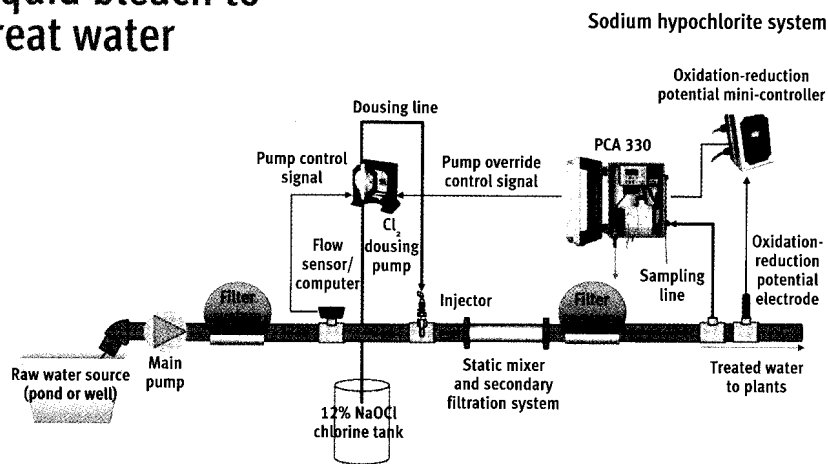 quid bleach to
reat water
Sodium hypochlorite system
Oxidation-reduction
potential mini-controller
Dousing line
PCA 330
Pump control
signal
Pump override
control signal
Cl2
dousing
pump
Flow
sensor/
computer
Sampling
line
Oxidation-
reduction
potential
electrode
Filter
Injector
Filter
Raw water source
(pond or well)
Main
pump
Static mixer
and secondary
filtration system
Treated water
to plants
12% NaOCl
chlorine tank